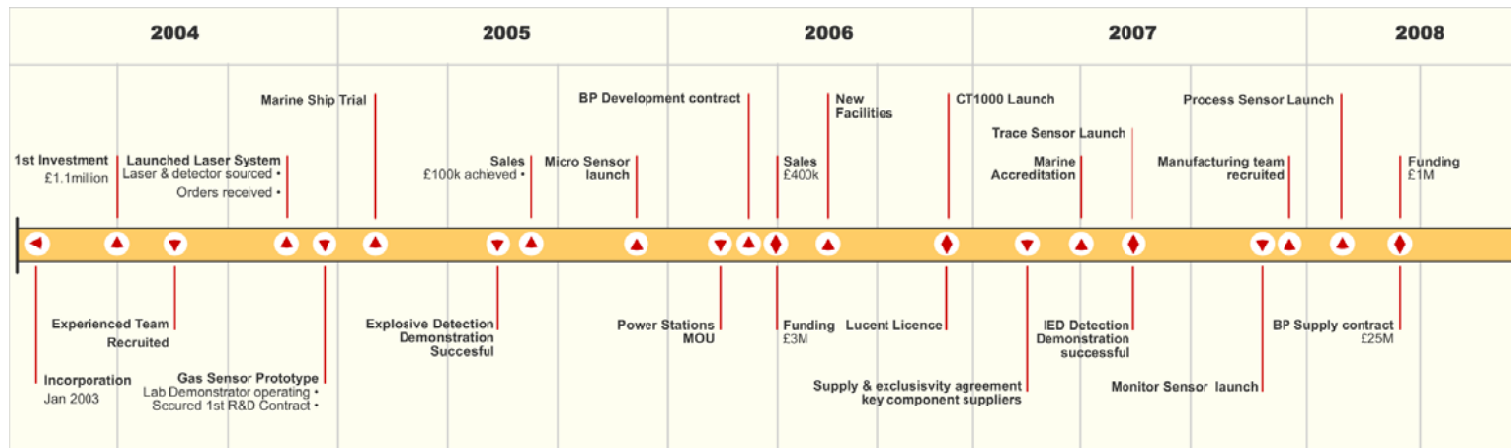 2004
2005
2006
2007
2008
Marine Ship Trial
BP Development contract
New
Facilities
CT1000 Launch
Process Sensor Launch
Trace Sensor Launch
1st Investment
£1.1milion
Launched Laser System
Laser & detector sourced •
Orders received •
Sales
£100k achieved •
Micro Sensor
launch
Sales
£400k
Marine
Accreditation
Manufacturing team
recruited
Funding
£1M
Experienced Team
Recruited
Explosive Detection
Demonstration
Succesful
Power Stations
MOU
Funding
£3M
Lucent Licence
IED Detection
Demonstration
successful
BP Supply contract
£25M
Incorporation
Jan 2003
Gas Sensor Prototype
Lab Demonstrator operating •
Secured 1st R&D Contract •
Supply & exclusisvity agreement
key component suppliers
Monitor Sensor launch